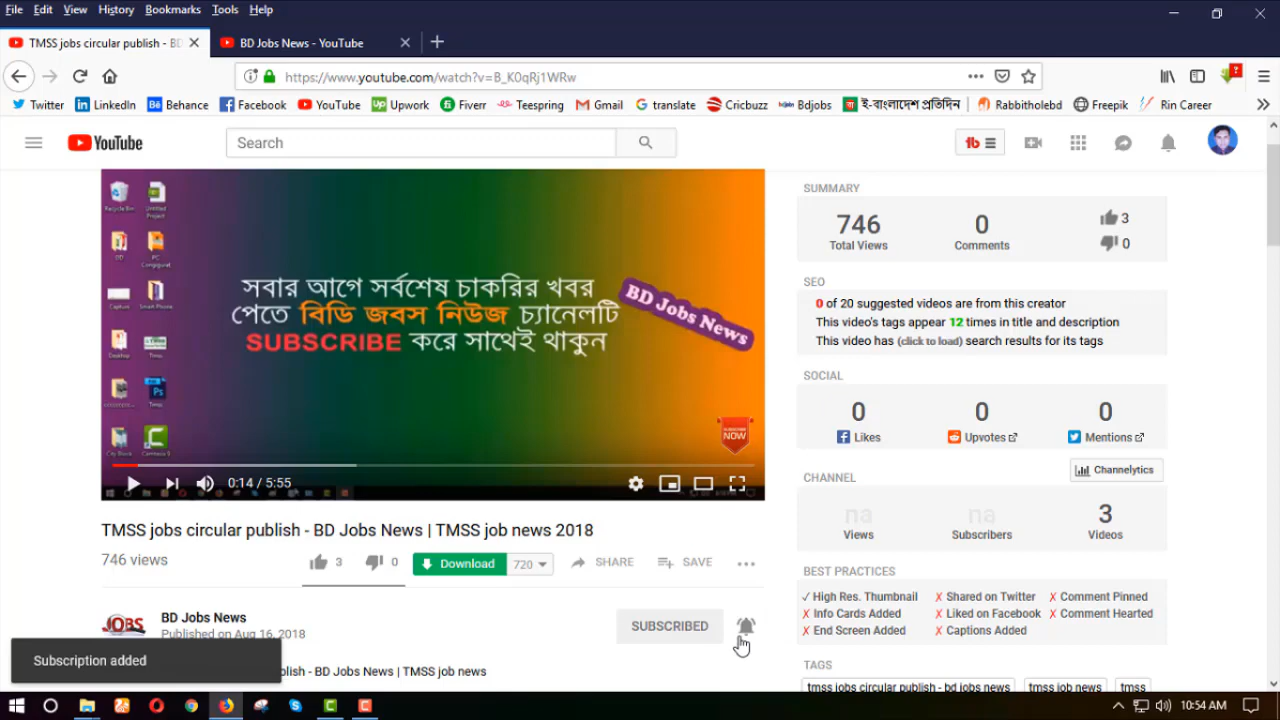 File Edit View History Bookmarks Tools Help
TMSS jobs circular publish - BD
BD Jobs News - YouTube
https://www.youtube.com/watch?v=B_K0qRj1WRw
Twitter LinkedIn Behance Facebook YouTube Upwork Fiverr Teespring Gmail translate Cricbuzz Bdjobs ই-বাংলাদেশ প্রতিদিন Rabbitholebd Freepik Rin Career
YouTube
Search
Recycle Bin
সবার আগে সর্বশেষ চাকরির খবর
পেতে বিডি জবস নিউজ চ্যানেলটি
SUBSCRIBE করে সাথেই থাকুন
BD Jobs News
SUBSCRIBE
NOW
0:14 / 5:55
TMSS jobs circular publish - BD Jobs News | TMSS job news 2018
746 views
3 0 Download 720 SHARE SAVE
BD Jobs News
Published on Aug 16, 2018
SUBSCRIBED
Subscription added
blish - BD Jobs News | TMSS job news
SUMMARY
746 0 3
Total Views Comments 0
SEO
0 of 20 suggested videos are from this creator
This video's tags appear 12 times in title and description
This video has (click to load) search results for its tags
SOCIAL
0 0 0
Likes Upvotes Mentions
CHANNEL Channelytics
na na 3
Views Subscribers Videos
BEST PRACTICES
✓ High Res. Thumbnail ✗ Shared on Twitter ✗ Comment Pinned
✗ Info Cards Added ✗ Liked on Facebook ✗ Comment Hearted
✗ End Screen Added ✗ Captions Added
TAGS
tmss jobs circular publish - bd jobs news tmss job news tmss
10:54 AM